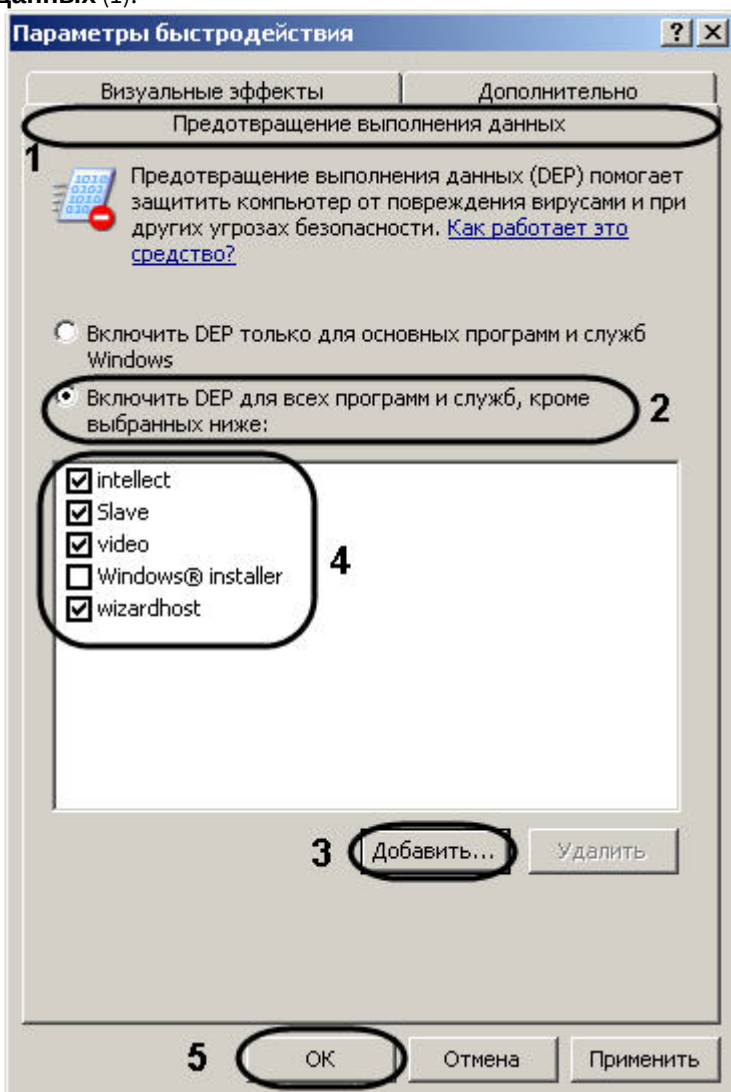 данных (1).
Параметры быстродействия
Визуальные эффекты
Дополнительно
Предотвращение выполнения данных
1
Предотвращение выполнения данных (DEP) помогает
защитить компьютер от повреждения вирусами и при
других угрозах безопасности. Как работает это
средство?
Включить DEP только для основных программ и служб
Windows
Включить DEP для всех программ и служб, кроме
выбранных ниже:
2
intellect
Slave
video
Windows® installer
wizardhost
4
3
Добавить...
Удалить
5
ОК
Отмена
Применить